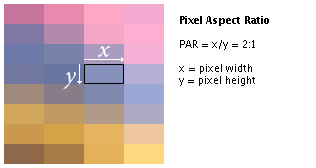 Pixel Aspect Ratio
PAR = x/y = 2:1
x
y
x = pixel width
y = pixel height